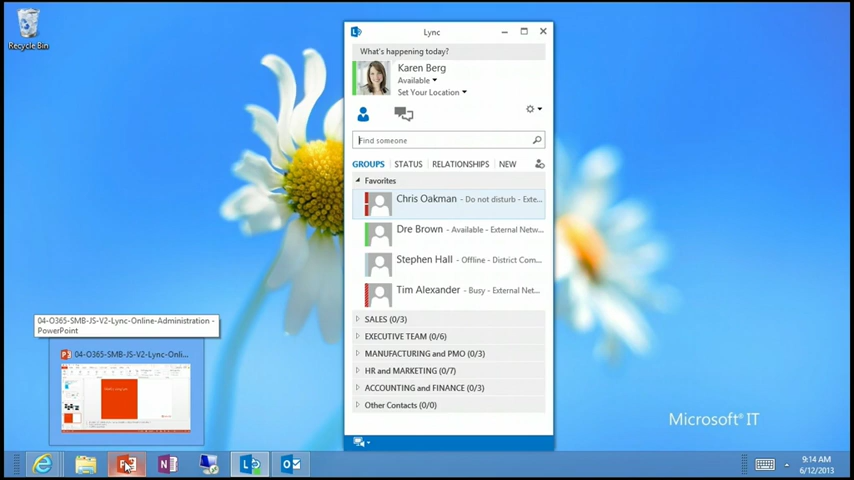 Recycle Bin
Lync
What's happening today?
Karen Berg
Available
Set Your Location
Find someone
GROUPS STATUS RELATIONSHIPS NEW
Favorites
Chris Oakman - Do not disturb - Exte...
Dre Brown - Available - External Netw...
Stephen Hall - Offline - District Com...
Tim Alexander - Busy - External Net...
SALES (0/3)
EXECUTIVE TEAM (0/6)
MANUFACTURING and PMO (0/3)
HR and MARKETING (0/7)
ACCOUNTING and FINANCE (0/3)
Other Contacts (0/0)
04-O365-SMB-JS-V2-Lync-Online-Administration -
PowerPoint
04-O365-SMB-JS-V2-Lync-Onli...
Microsoft® IT
9:14 AM
6/12/2013